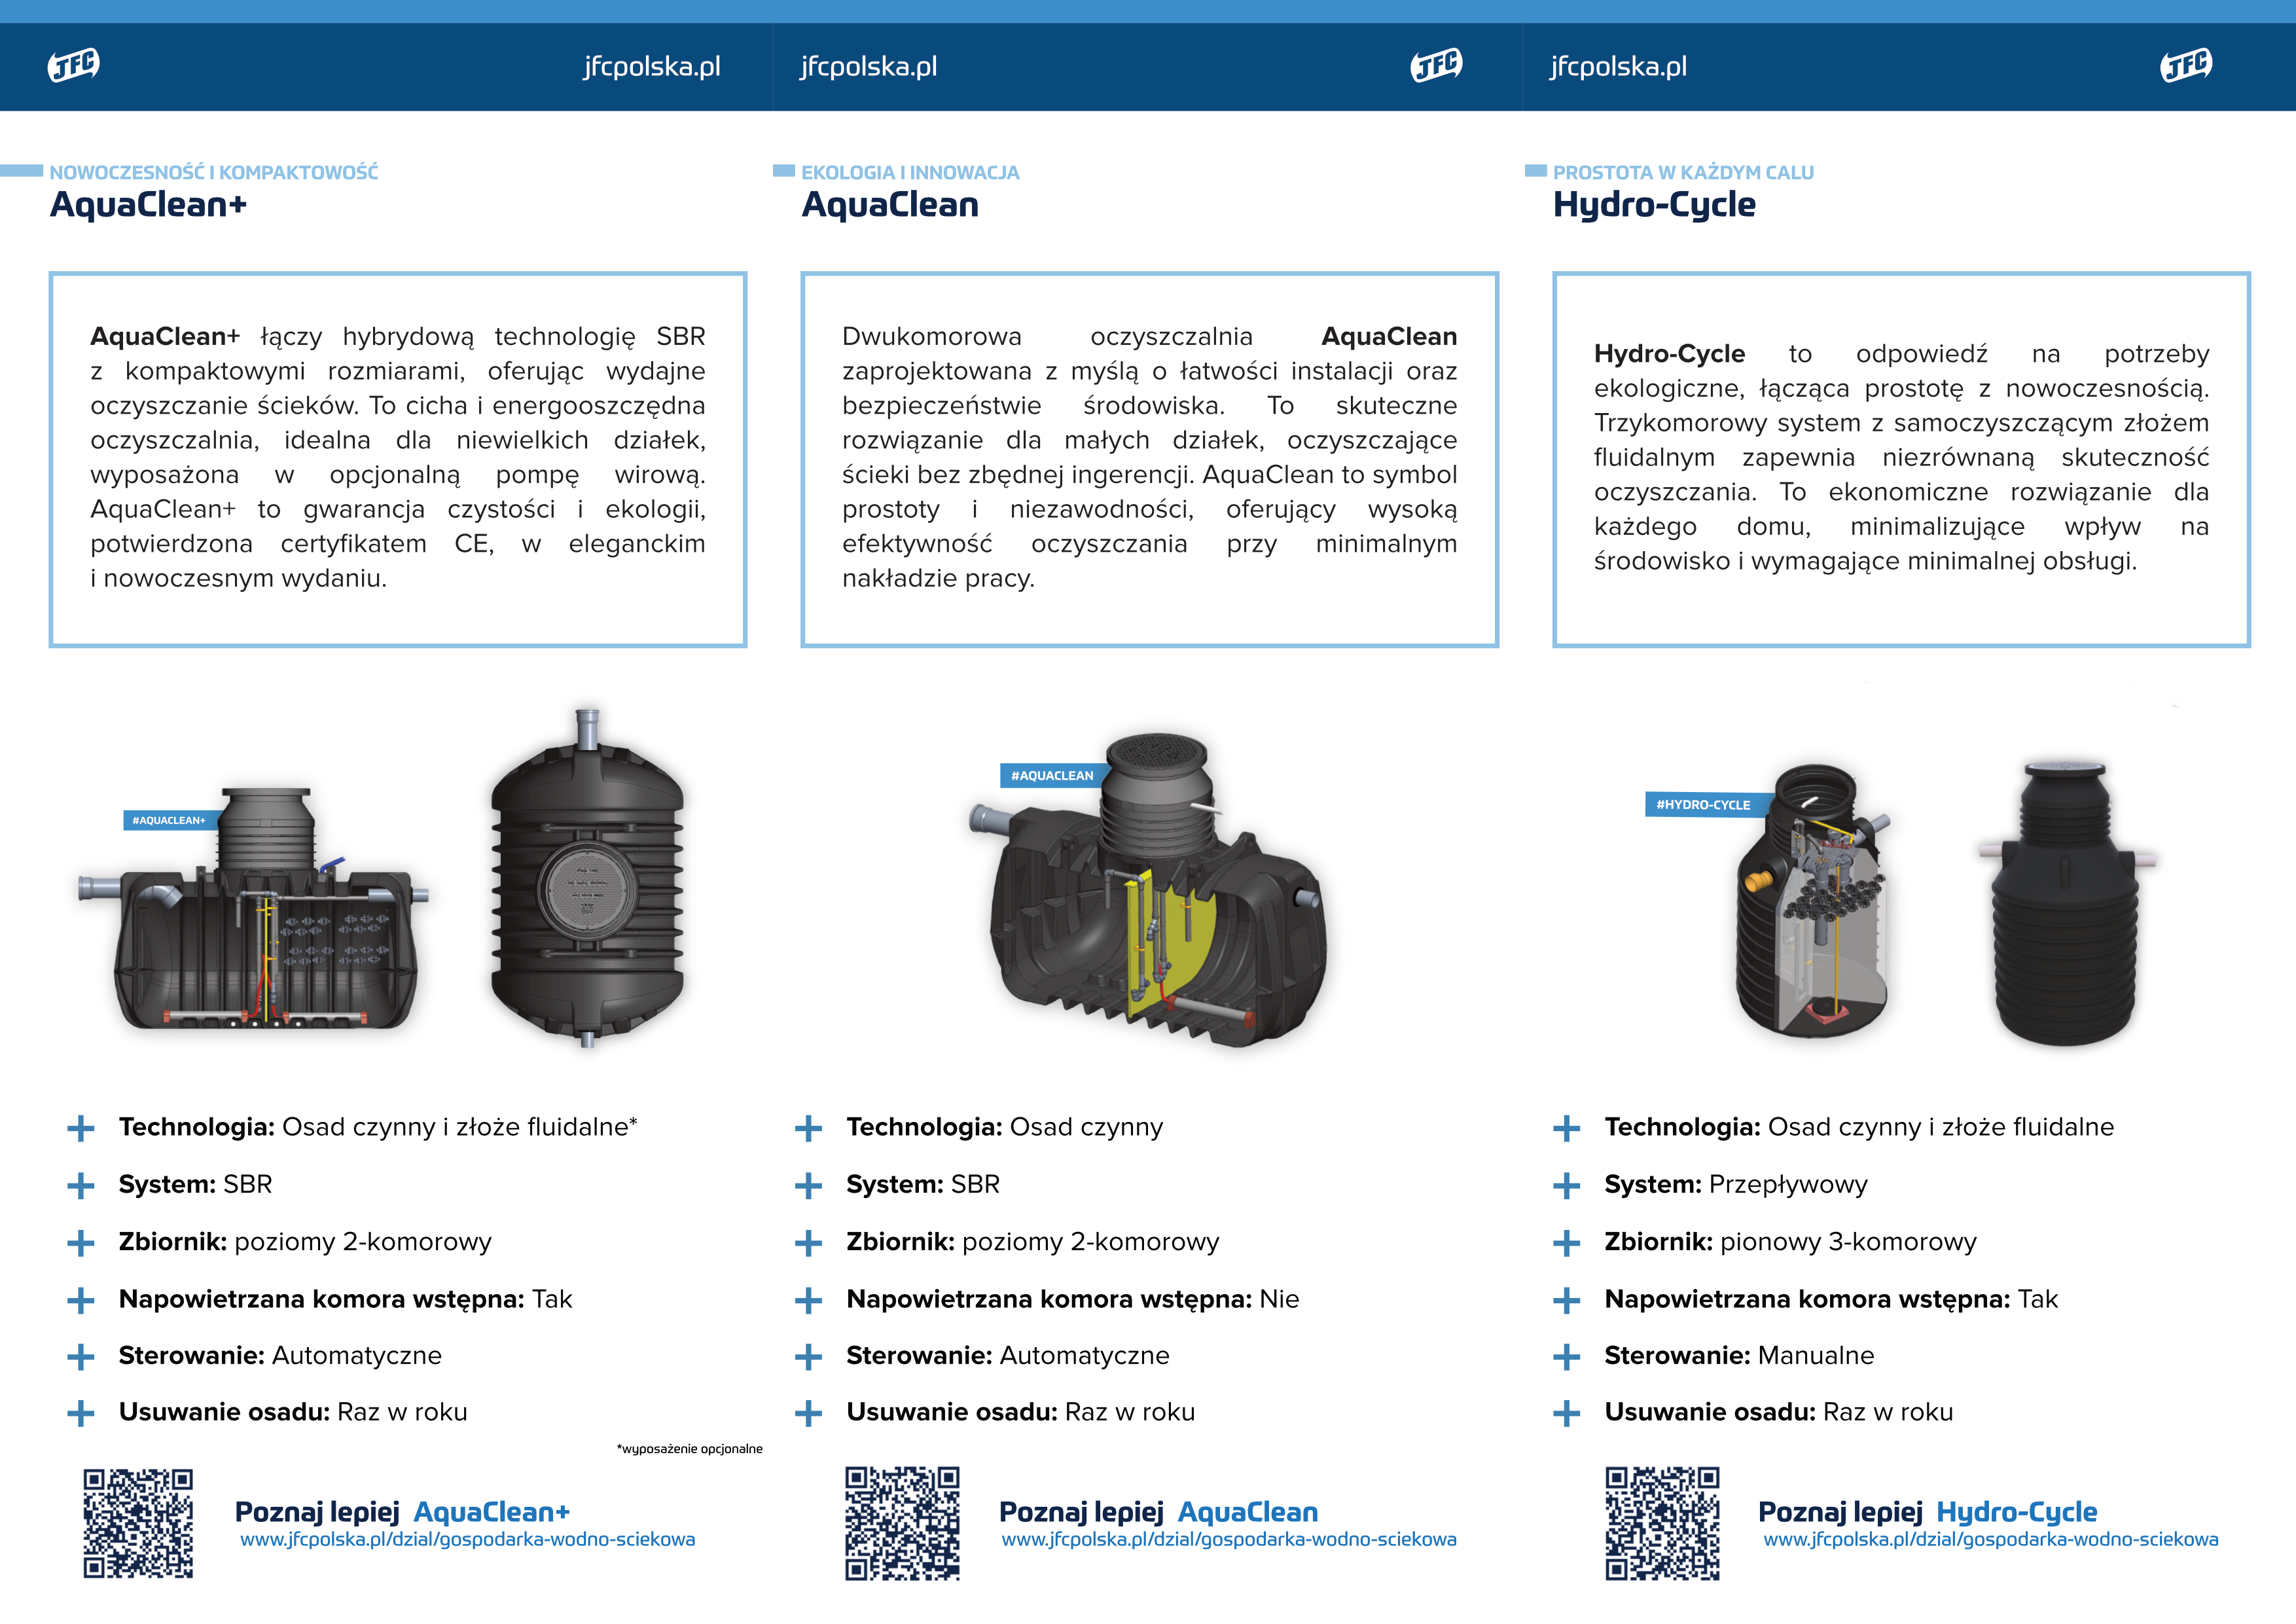 JFC
jfcpolska.pl
NOWOCZESNOŚĆ I KOMPAKTOWOŚĆ
AquaClean+
AquaClean+ łączy hybrydową technologię SBR
z kompaktowymi rozmiarami, oferując wydajne
oczyszczanie ścieków. To cicha i energooszczędna
oczyszczalnia, idealna dla niewielkich działek,
wyposażona w opcjonalną pompę wirową.
AquaClean+ to gwarancja czystości i ekologii,
potwierdzona certyfikatem CE, w eleganckim
i nowoczesnym wydaniu.
#AQUACLEAN+
Technologia: Osad czynny i złoże fluidalne*
System: SBR
Zbiornik: poziomy 2-komorowy
Napowietrzana komora wstępna: Tak
Sterowanie: Automatyczne
Usuwanie osadu: Raz w roku
*wyposażenie opcjonalne
Poznaj lepiej AquaClean+
www.jfcpolska.pl/dzial/gospodarka-wodno-sciekowa
jfcpolska.pl
JFC
EKOLOGIA I INNOWACJA
AquaClean
Dwukomorowa oczyszczalnia AquaClean
zaprojektowana z myślą o łatwości instalacji oraz
bezpieczeństwie środowiska. To skuteczne
rozwiązanie dla małych działek, oczyszczające
ścieki bez zbędnej ingerencji. AquaClean to symbol
prostoty i niezawodności, oferujący wysoką
efektywność oczyszczania przy minimalnym
nakładzie pracy.
#AQUACLEAN
Technologia: Osad czynny
System: SBR
Zbiornik: poziomy 2-komorowy
Napowietrzana komora wstępna: Nie
Sterowanie: Automatyczne
Usuwanie osadu: Raz w roku
Poznaj lepiej AquaClean
www.jfcpolska.pl/dzial/gospodarka-wodno-sciekowa
jfcpolska.pl
JFC
PROSTOTA W KAŻDYM CALU
Hydro-Cycle
Hydro-Cycle to odpowiedź na potrzeby
ekologiczne, łącząca prostotę z nowoczesnością.
Trzykomorowy system z samoczyszczącym złożem
fluidalnym zapewnia niezrównaną skuteczność
oczyszczania. To ekonomiczne rozwiązanie dla
każdego domu, minimalizujące wpływ na
środowisko i wymagające minimalnej obsługi.
#HYDRO-CYCLE
Technologia: Osad czynny i złoże fluidalne
System: Przepływowy
Zbiornik: pionowy 3-komorowy
Napowietrzana komora wstępna: Tak
Sterowanie: Manualne
Usuwanie osadu: Raz w roku
Poznaj lepiej Hydro-Cycle
www.jfcpolska.pl/dzial/gospodarka-wodno-sciekowa